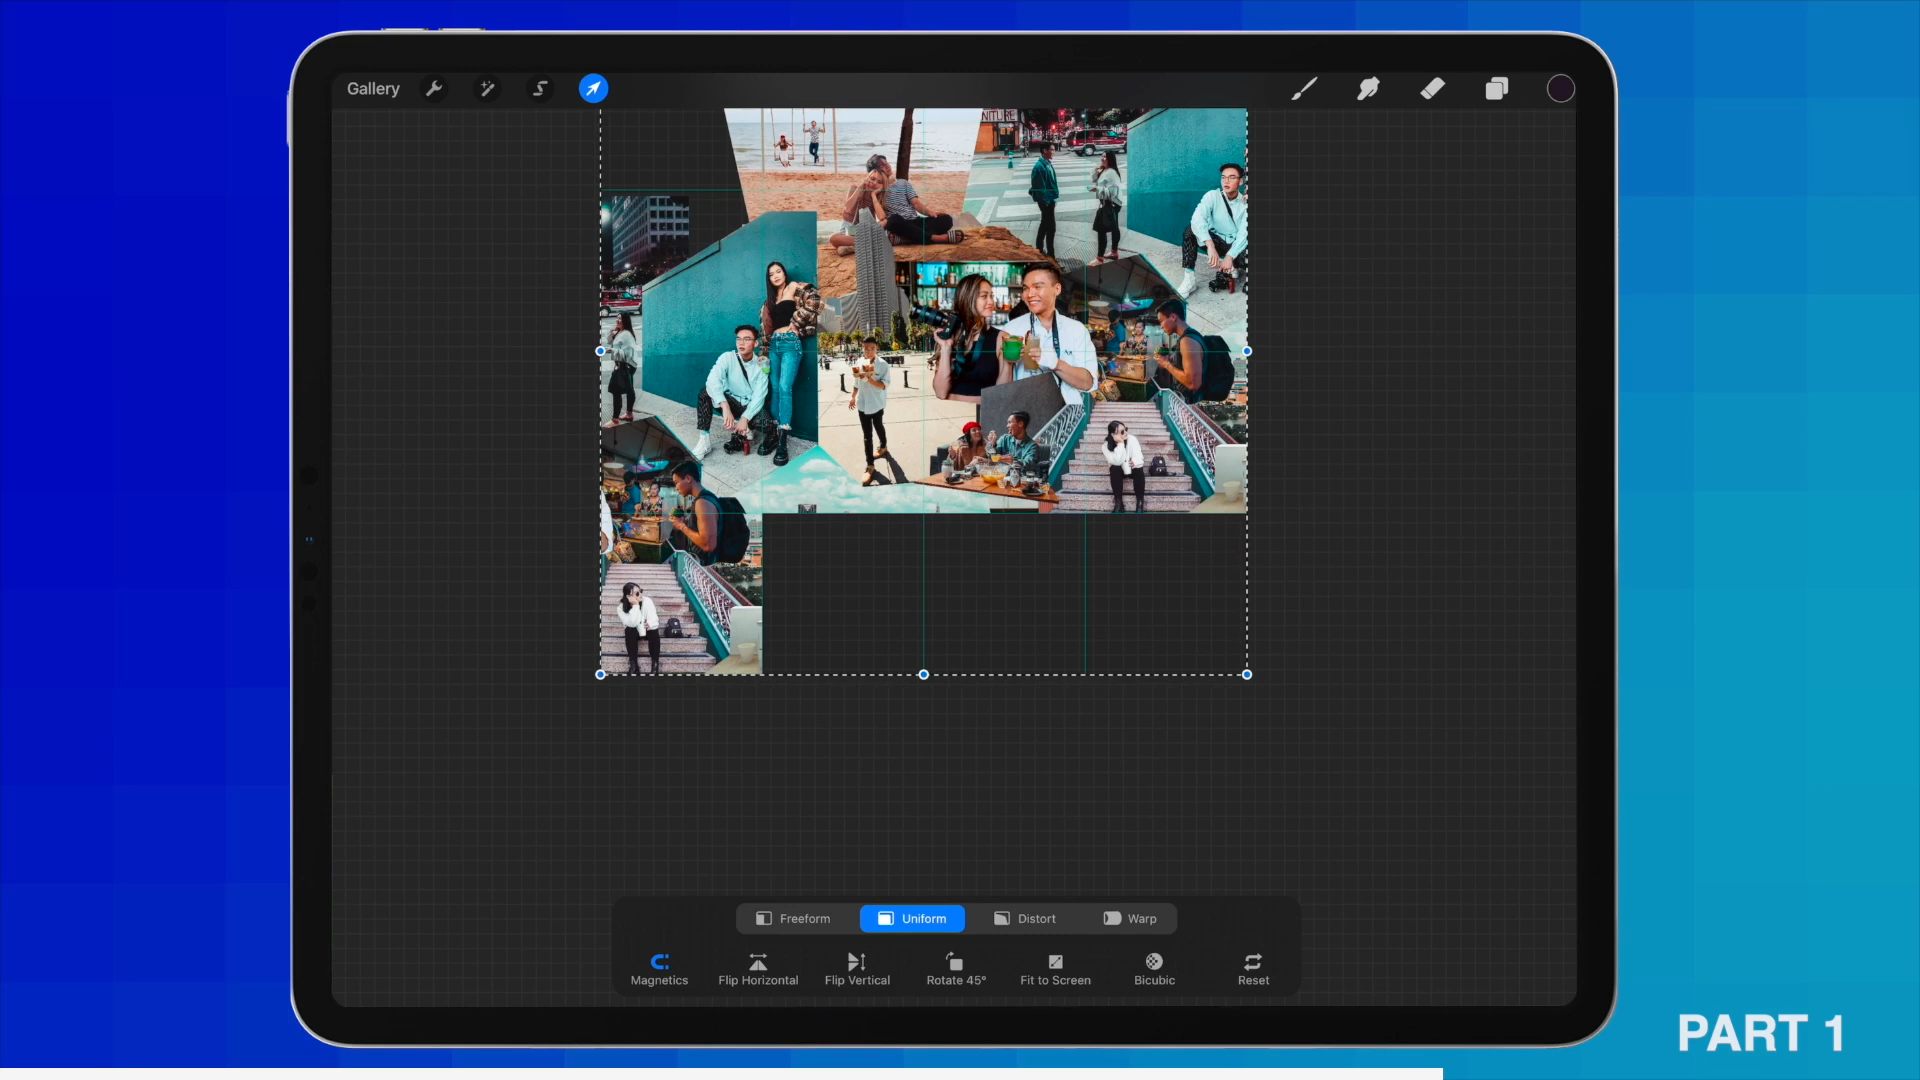 Gallery
NITURE
Freeform
Uniform
Distort
Warp
Magnetics
Flip Horizontal
Flip Vertical
Rotate 45°
Fit to Screen
Bicubic
Reset
PART 1